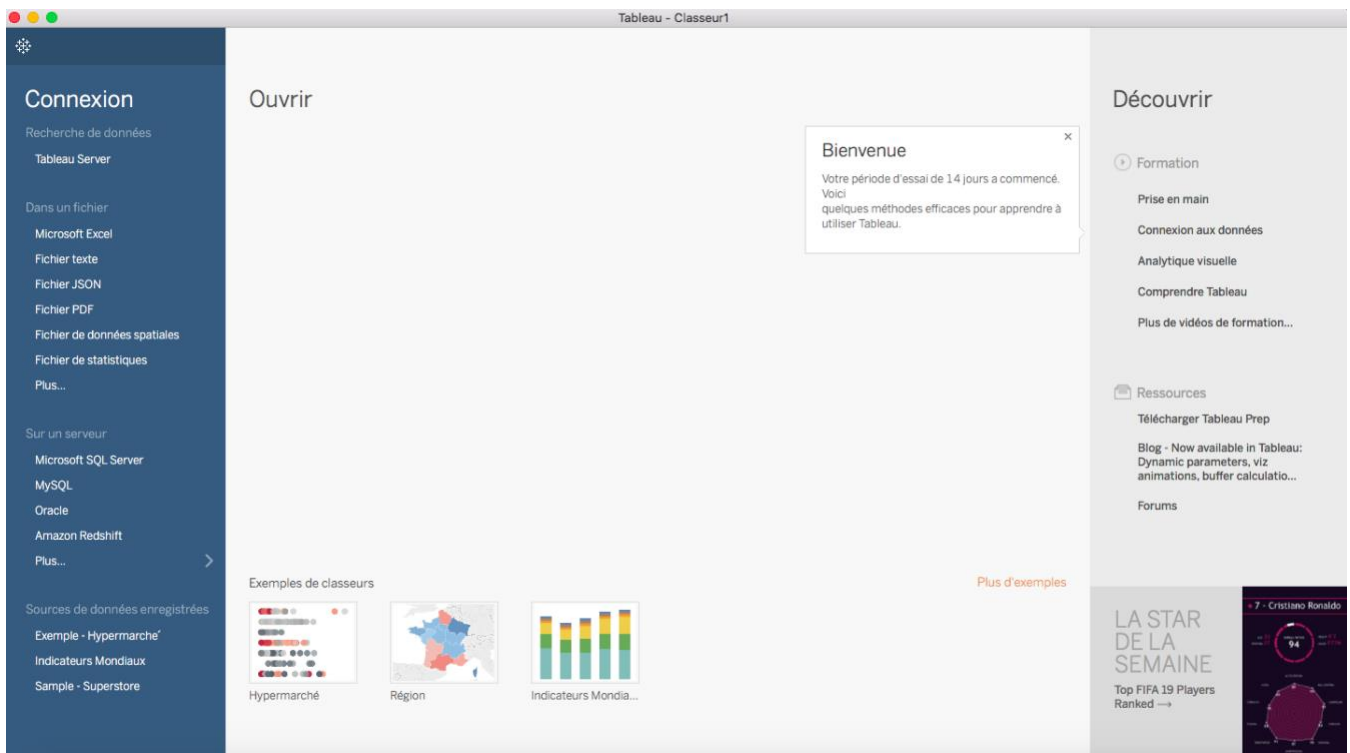 Tableau - Classeur1
Connexion
Recherche de données
Tableau Server
Dans un fichier
Microsoft Excel
Fichier texte
Fichier JSON
Fichier PDF
Fichier de données spatiales
Fichier de statistiques
Plus...
Sur un serveur
Microsoft SQL Server
MySQL
Oracle
Amazon Redshift
Plus...
Sources de données enregistrées
Exemple - Hypermarche´
Indicateurs Mondiaux
Sample - Superstore
Ouvrir
Bienvenue
Votre période d'essai de 14 jours a commencé.
Voici
quelques méthodes efficaces pour apprendre à
utiliser Tableau.
Exemples de classeurs
Plus d'exemples
Hypermarché
Région
Indicateurs Mondia...
Découvrir
Formation
Prise en main
Connexion aux données
Analytique visuelle
Comprendre Tableau
Plus de vidéos de formation...
Ressources
Télécharger Tableau Prep
Blog - Now available in Tableau:
Dynamic parameters, viz
animations, buffer calculatio...
Forums
LA STAR
DE LA
SEMAINE
Top FIFA 19 Players
Ranked →
7 - Cristiano Ronaldo
94